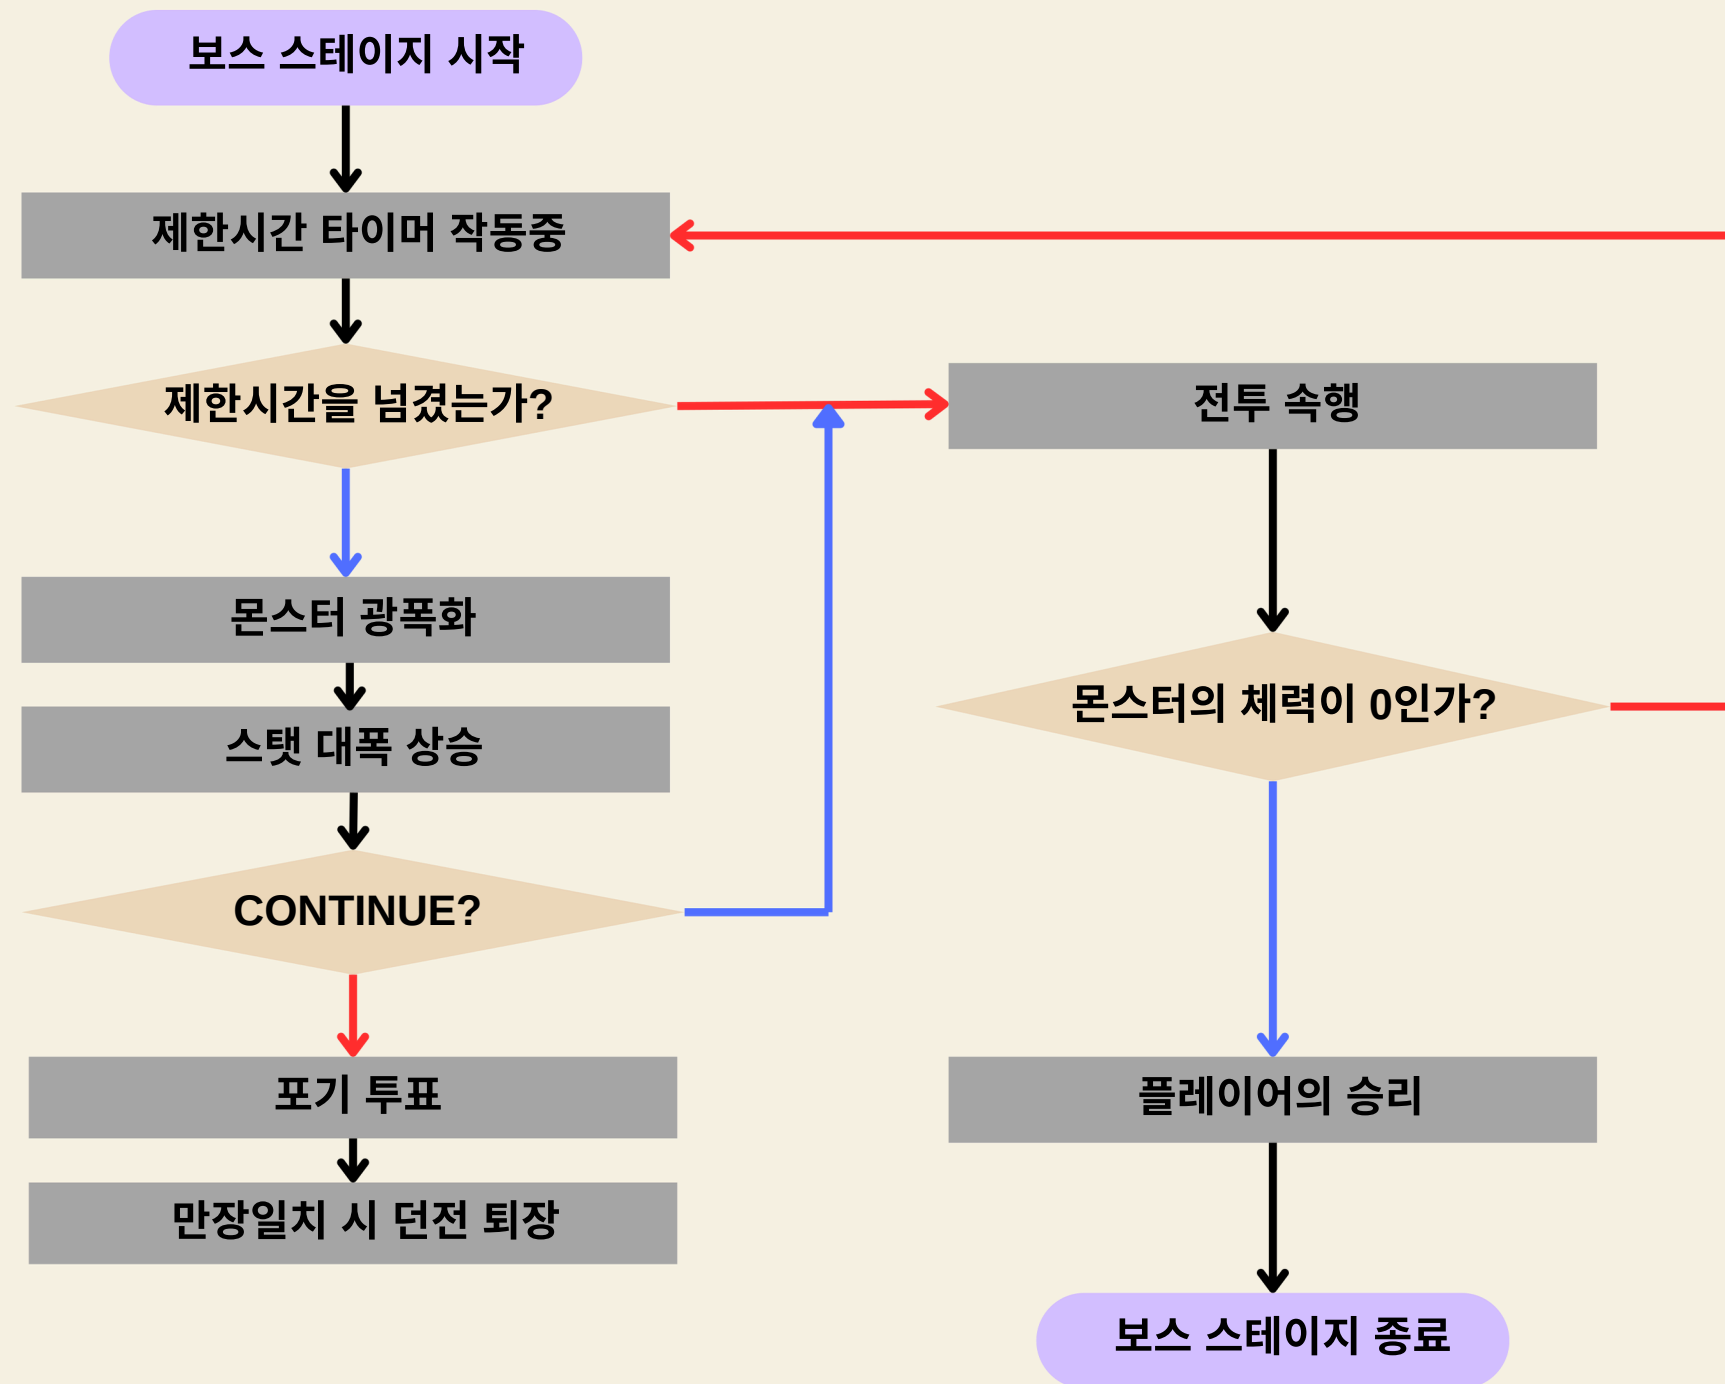 보스 스테이지 시작
제한시간 타이머 작동중
제한시간을 넘겼는가?
몬스터 광폭화
스탯 대폭 상승
CONTINUE?
포기 투표
만장일치 시 던전 퇴장
전투 속행
몬스터의 체력이 0인가?
플레이어의 승리
보스 스테이지 종료